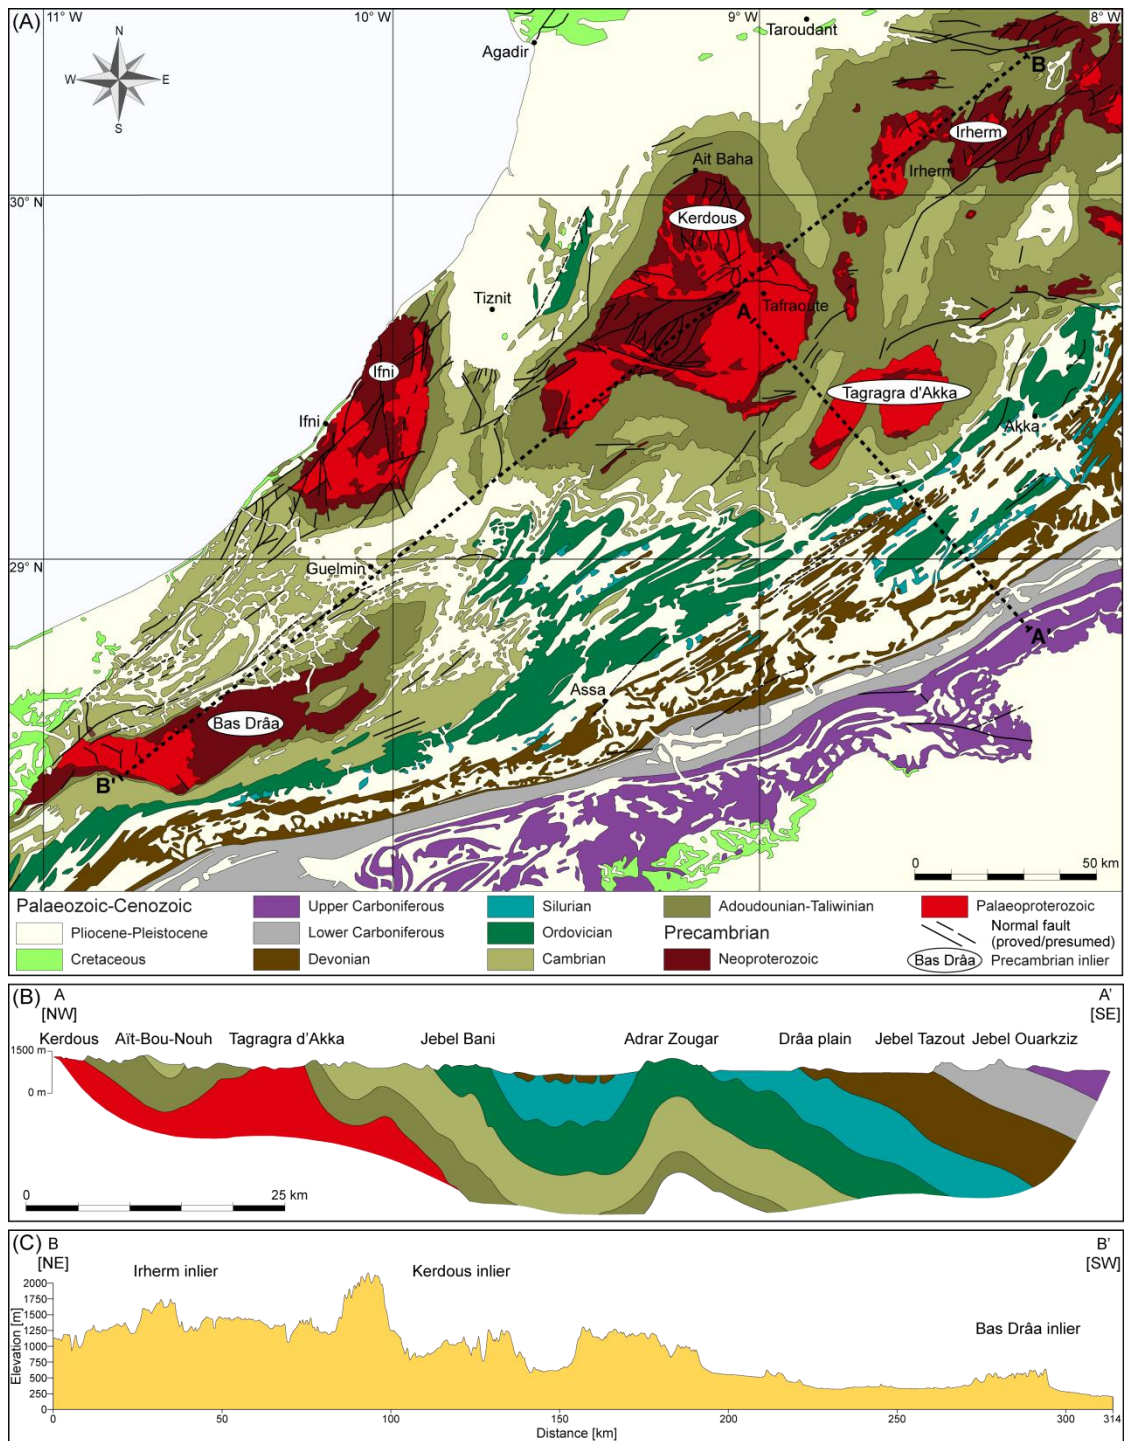 (A)
11° W
10° W
9° W
8° W
N
W
E
S
Agadir
Taroudant
B
Irherm
Irherm
Ait Baha
30° N
Kerdous
Tiznit
Tafraoute
A
Ifni
Tagragra d'Akka
Ifni
Akka
29° N
Guelmin
A'
Assa
Bas Drâa
B'
0
50 km
Palaeozoic-Cenozoic
Pliocene-Pleistocene
Cretaceous
Upper Carboniferous
Lower Carboniferous
Devonian
Silurian
Ordovician
Cambrian
Adoudounian-Taliwinian
Precambrian
Neoproterozoic
Palaeoproterozoic
Normal fault
(proved/presumed)
Bas Drâa
Precambrian inlier
(B)
A
[NW]
A'
[SE]
Kerdous
Aït-Bou-Nouh
Tagragra d'Akka
Jebel Bani
Adrar Zougar
Drâa plain
Jebel Tazout
Jebel Ouarkziz
1500 m
0 m
0
25 km
(C)
B
[NE]
B'
[SW]
Irherm inlier
Kerdous inlier
Bas Drâa inlier
Elevation [m]
2000
1750
1500
1250
1000
750
500
250
0
0
50
100
150
200
250
300
314
Distance [km]